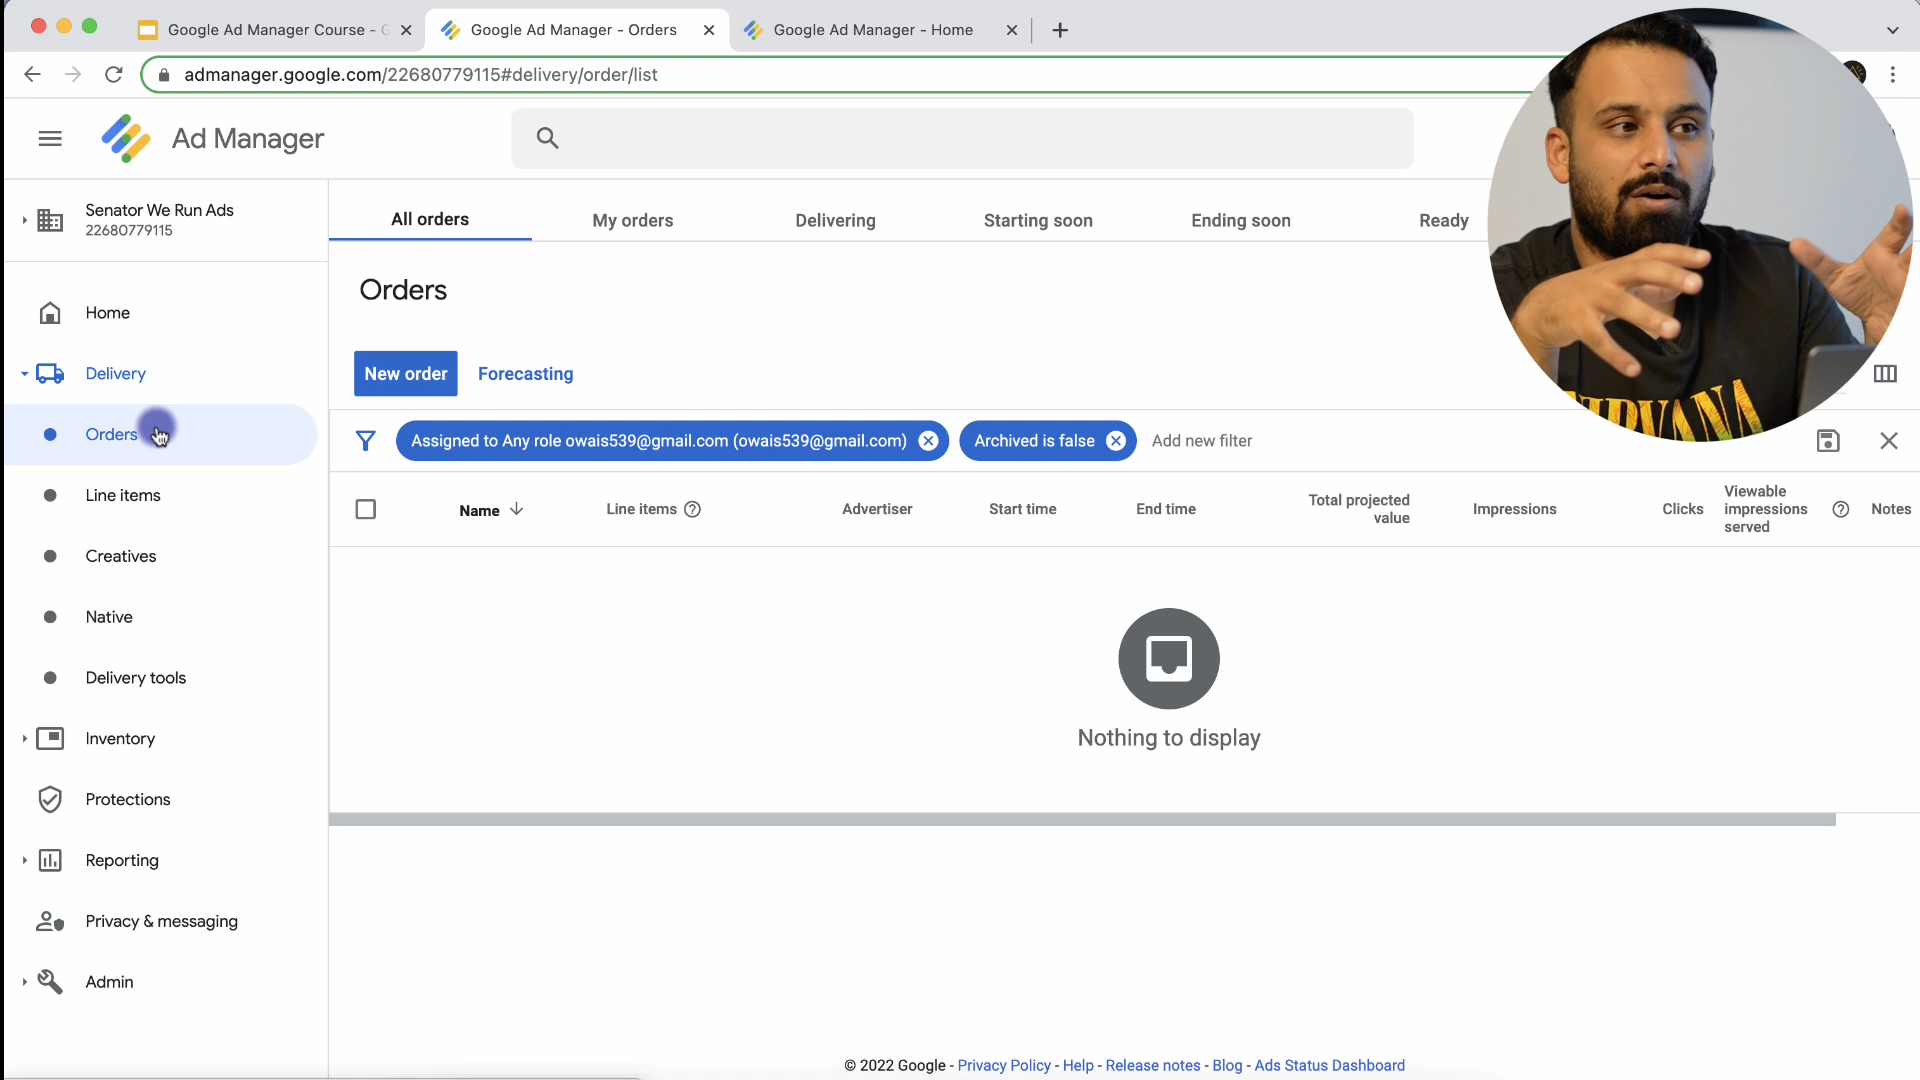 Google Ad Manager Course - G
Google Ad Manager - Orders
Google Ad Manager - Home
admanager.google.com/22680779115#delivery/order/list
Ad Manager
Senator We Run Ads
22680779115
All orders
My orders
Delivering
Starting soon
Ending soon
Ready
Home
Delivery
Orders
Line items
Creatives
Native
Delivery tools
Inventory
Protections
Reporting
Privacy & messaging
Admin
Orders
New order
Forecasting
Assigned to Any role owais539@gmail.com (owais539@gmail.com)
Archived is false
Add new filter
Name
Line items
Advertiser
Start time
End time
Total projected
value
Impressions
Clicks
Viewable
impressions
served
Notes
Nothing to display
© 2022 Google - Privacy Policy - Help - Release notes - Blog - Ads Status Dashboard
NIRVANA